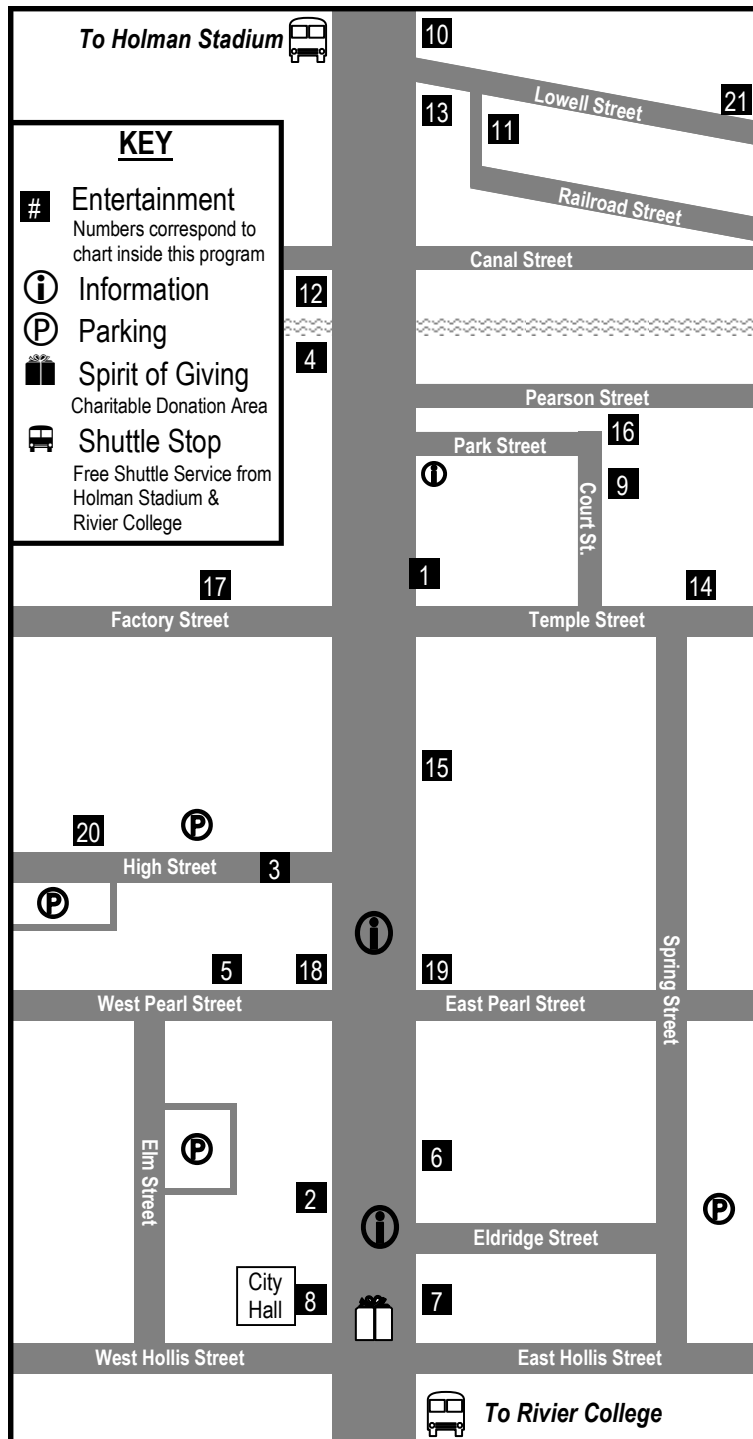 To Holman Stadium
10
Lowell Street
21
13
11
KEY
# Entertainment
Numbers correspond to
chart inside this program
i Information
P Parking
Spirit of Giving
Charitable Donation Area
Shuttle Stop
Free Shuttle Service from
Holman Stadium &
Rivier College
Railroad Street
Canal Street
12
4
Pearson Street
16
Park Street
i
9
Court St.
1
17
14
Factory Street
Temple Street
15
20
P
High Street
3
P
i
5
18
19
Spring Street
West Pearl Street
East Pearl Street
Elm Street
P
6
2
P
i
Eldridge Street
City
Hall
8
7
West Hollis Street
East Hollis Street
To Rivier College